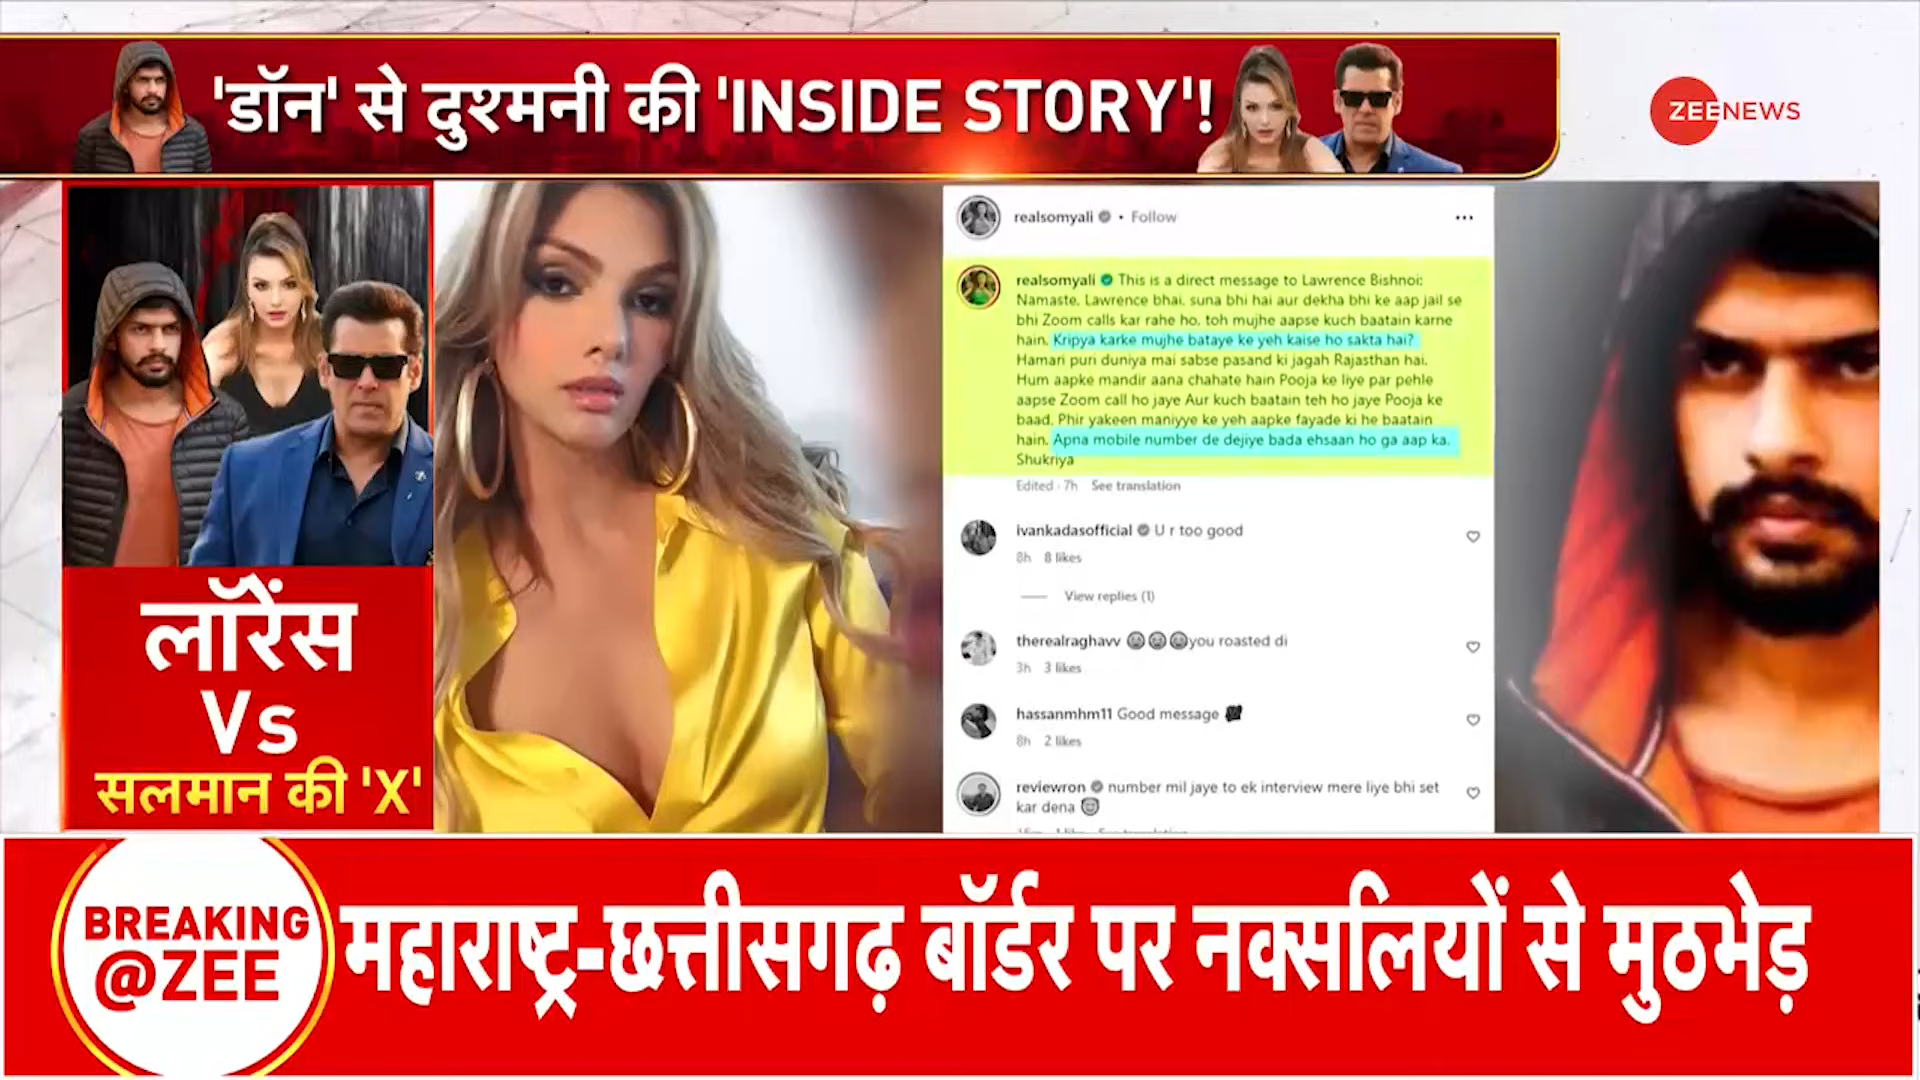 'डॉन' से दुश्मनी की 'INSIDE STORY'!
ZEENEWS
लॉरेंस
Vs
सलमान की 'X'
realsomyali • Follow
realsomyali This is a direct message to Lawrence Bishnoi:
Namaste, Lawrence bhai, suna bhi hai aur dekha bhi ke aap jail se
bhi Zoom calls kar rahe ho, toh mujhe aapse kuch baatain karne
hain. Kripya karke mujhe bataye ke yeh kaise ho sakta hai?
Hamari puri duniya mai sabse pasand ki jagah Rajasthan hai.
Hum aapke mandir aana chahate hain Pooja ke liye par pehle
aapse Zoom call ho jaye Aur kuch baatain teh ho jaye Pooja ke
baad. Phir yakeen maniyye ke yeh aapke fayade ki he baatain
hain. Apna mobile number de dejiye bada ehsaan ho ga aap ka.
Shukriya
Edited · 7h See translation
ivankadasofficial U r too good
8h 8 likes
View replies (1)
therealraghavv you roasted di
3h 3 likes
hassanmhm11 Good message
8h 2 likes
reviewron number mil jaye to ek interview mere liye bhi set
kar dena
BREAKING
@ZEE
महाराष्ट्र-छत्तीसगढ़ बॉर्डर पर नक्सलियों से मुठभेड़